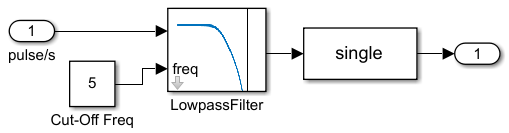 1
pulse/s
5
Cut-Off Freq
freq
LowpassFilter
single
1